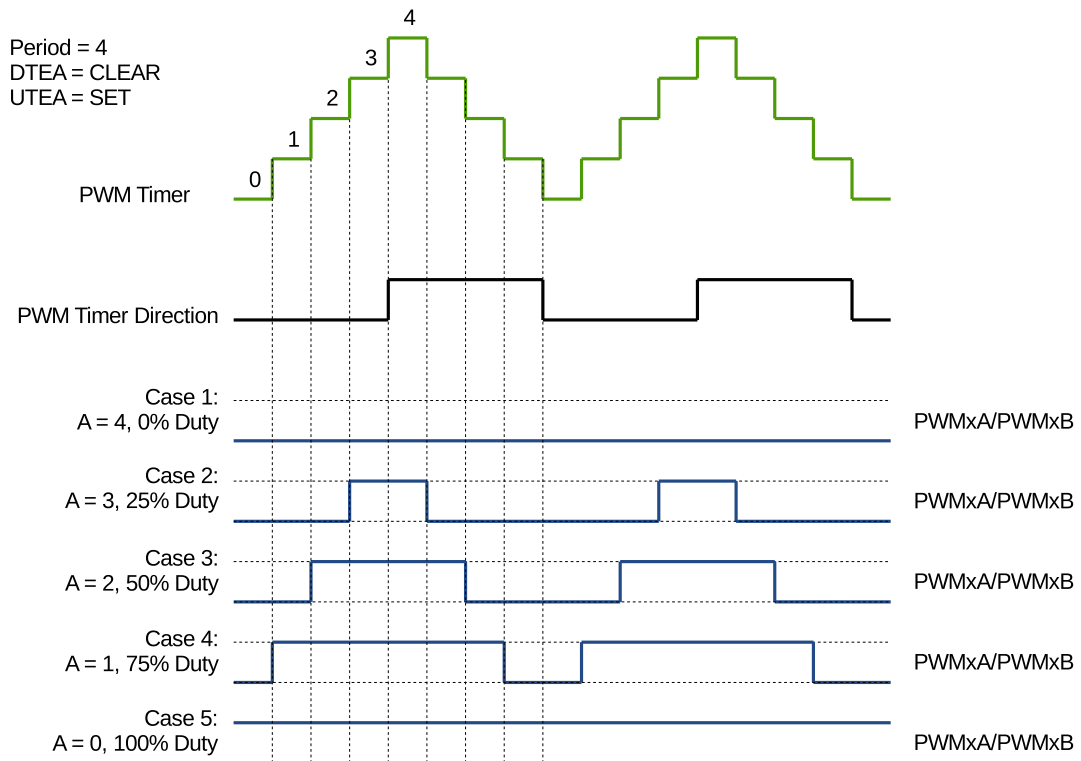 4
Period = 4
3
DTEA = CLEAR
UTEA = SET
2
1
0
PWM Timer
PWM Timer Direction
Case 1:
A = 4, 0% Duty
PWMxA/PWMxB
Case 2:
A = 3, 25% Duty
PWMxA/PWMxB
Case 3:
A = 2, 50% Duty
PWMxA/PWMxB
Case 4:
A = 1, 75% Duty
PWMxA/PWMxB
Case 5:
A = 0, 100% Duty
PWMxA/PWMxB